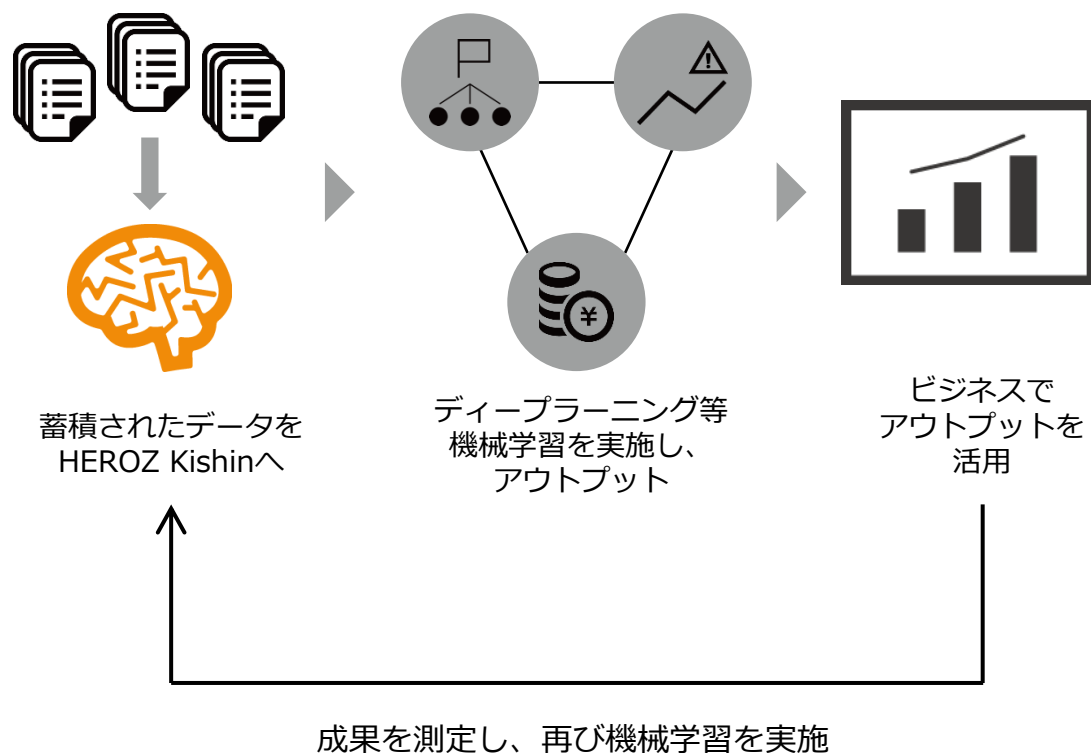 蓄積されたデータを
HEROZ Kishinへ
ディープラーニング等
機械学習を実施し、
アウトプット
ビジネスで
アウトプットを
活用
成果を測定し、再び機械学習を実施
¥